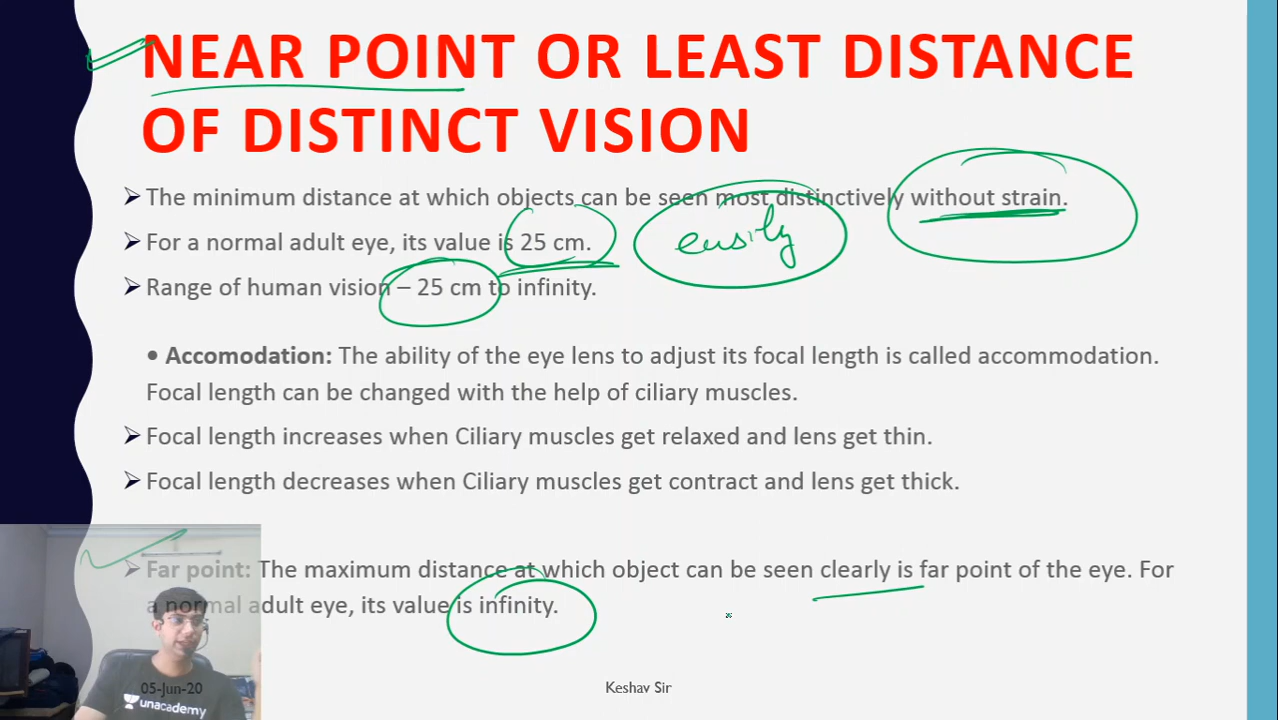 NEAR POINT OR LEAST DISTANCE
OF DISTINCT VISION
➢ The minimum distance at which objects can be seen most distinctively without strain.
➢ For a normal adult eye, its value is 25 cm.
easily
➢ Range of human vision – 25 cm to infinity.
• Accomodation: The ability of the eye lens to adjust its focal length is called accommodation.
Focal length can be changed with the help of ciliary muscles.
➢ Focal length increases when Ciliary muscles get relaxed and lens get thin.
➢ Focal length decreases when Ciliary muscles get contract and lens get thick.
➢ Far point: The maximum distance at which object can be seen clearly is far point of the eye. For
a normal adult eye, its value is infinity.
05-Jun-20
Keshav Sir
unacademy